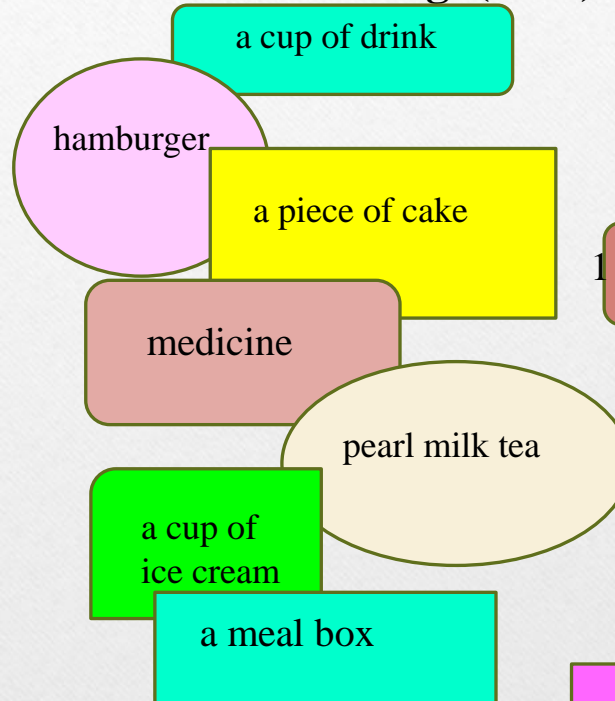 a cup of drink
hamburger
a piece of cake
medicine
pearl milk tea
a cup of
ice cream
a meal box